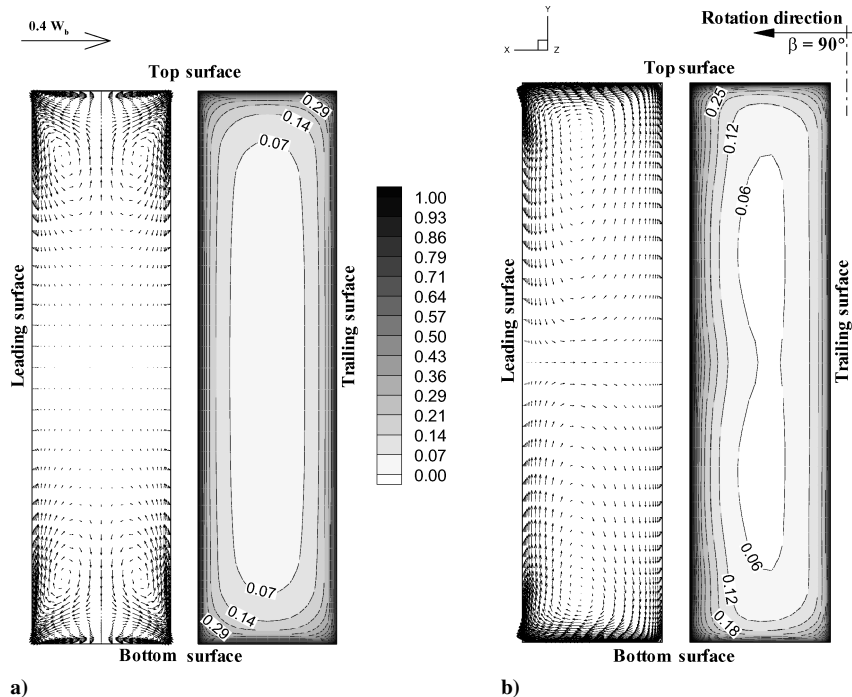 0.4 W_b
Top surface
Leading surface
0.29
0.14
0.07
0.07
0.14
0.29
Trailing surface
Bottom surface
a)
1.00
0.93
0.86
0.79
0.71
0.64
0.57
0.50
0.43
0.36
0.29
0.21
0.14
0.07
0.00
Y
X
Z
Rotation direction
β = 90°
Top surface
Leading surface
0.25
0.12
0.06
0.06
0.12
0.18
Trailing surface
Bottom surface
b)